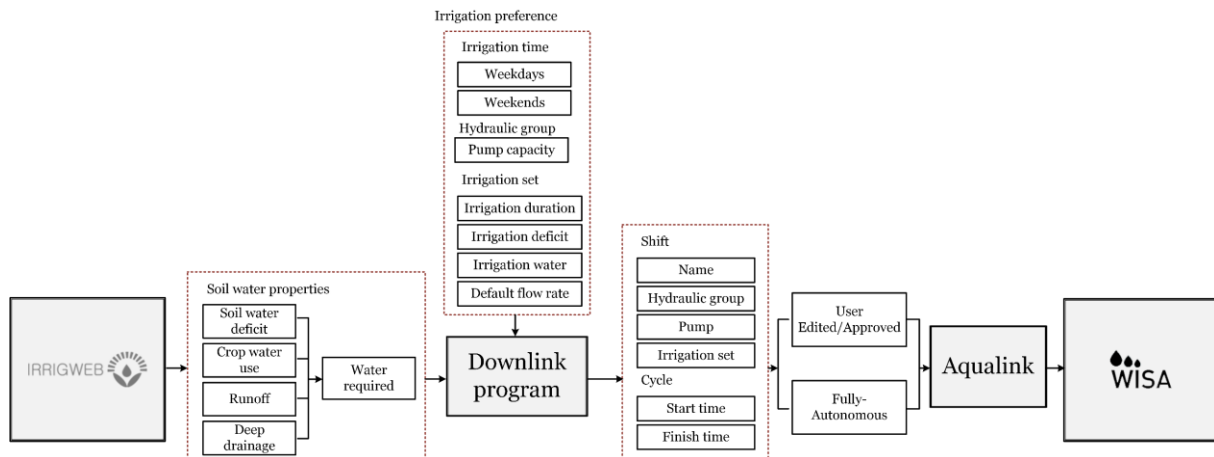 Irrigation preference
Irrigation time
Weekdays
Weekends
Hydraulic group
Pump capacity
Irrigation set
Irrigation duration
Irrigation deficit
Irrigation water
Default flow rate
IRRIGWEB
Soil water properties
Soil water
deficit
Crop water
use
Runoff
Deep
drainage
Water
required
Downlink
program
Shift
Name
Hydraulic group
Pump
Irrigation set
Cycle
Start time
Finish time
User
Edited/Approved
Fully-
Autonomous
Aqualink
WISA